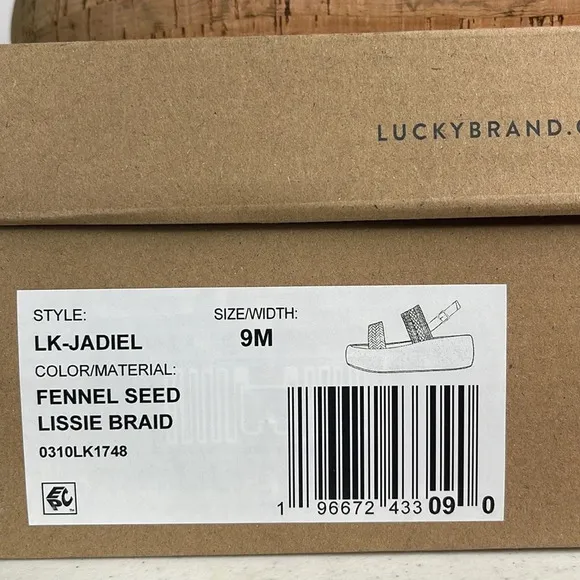 LUCKYBRAND.
STYLE: SIZE/WIDTH:
LK-JADIEL 9M
COLOR/MATERIAL:
FENNEL SEED
LISSIE BRAID
0310LK1748
EPC
1 96672 433 09 0